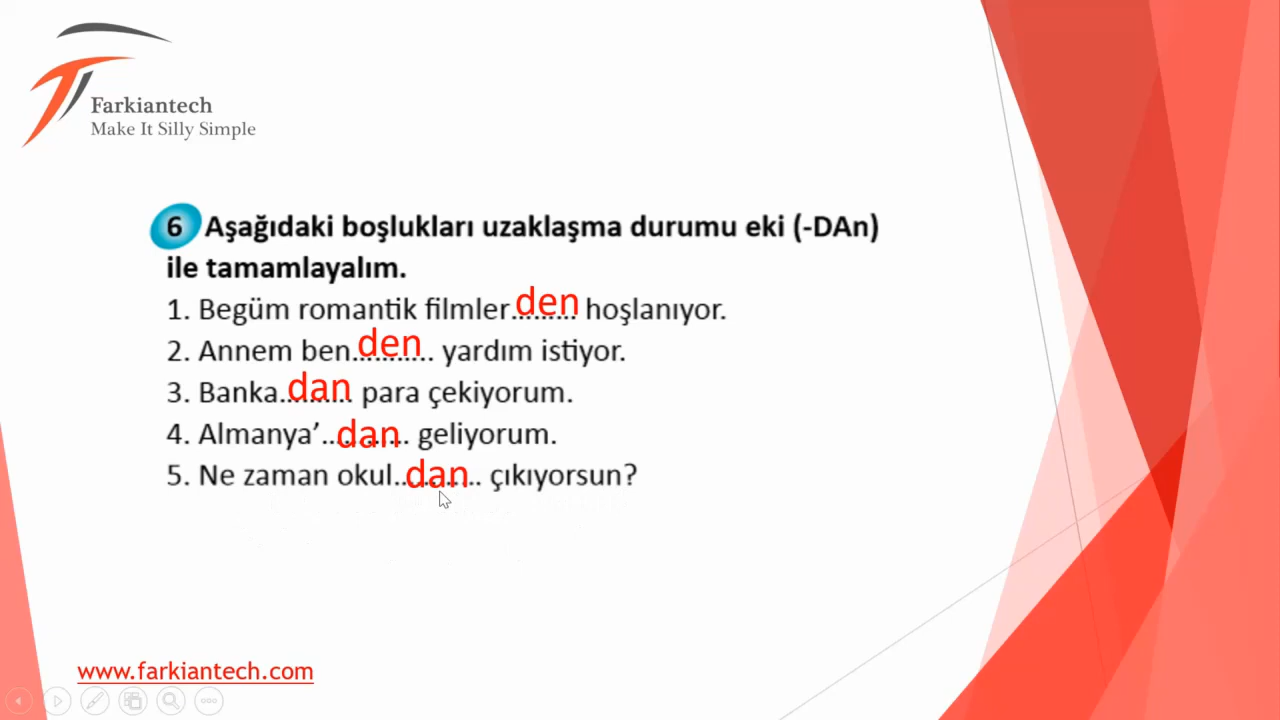 Farkiantech
Make It Silly Simple
6 Aşağıdaki boşlukları uzaklaşma durumu eki (-DAn)
ile tamamlayalım.
1. Begüm romantik filmler...den... hoşlanıyor.
2. Annem ben...den... yardım istiyor.
3. Banka...dan... para çekiyorum.
4. Almanya’...dan... geliyorum.
5. Ne zaman okul...dan... çıkıyorsun?
www.farkiantech.com